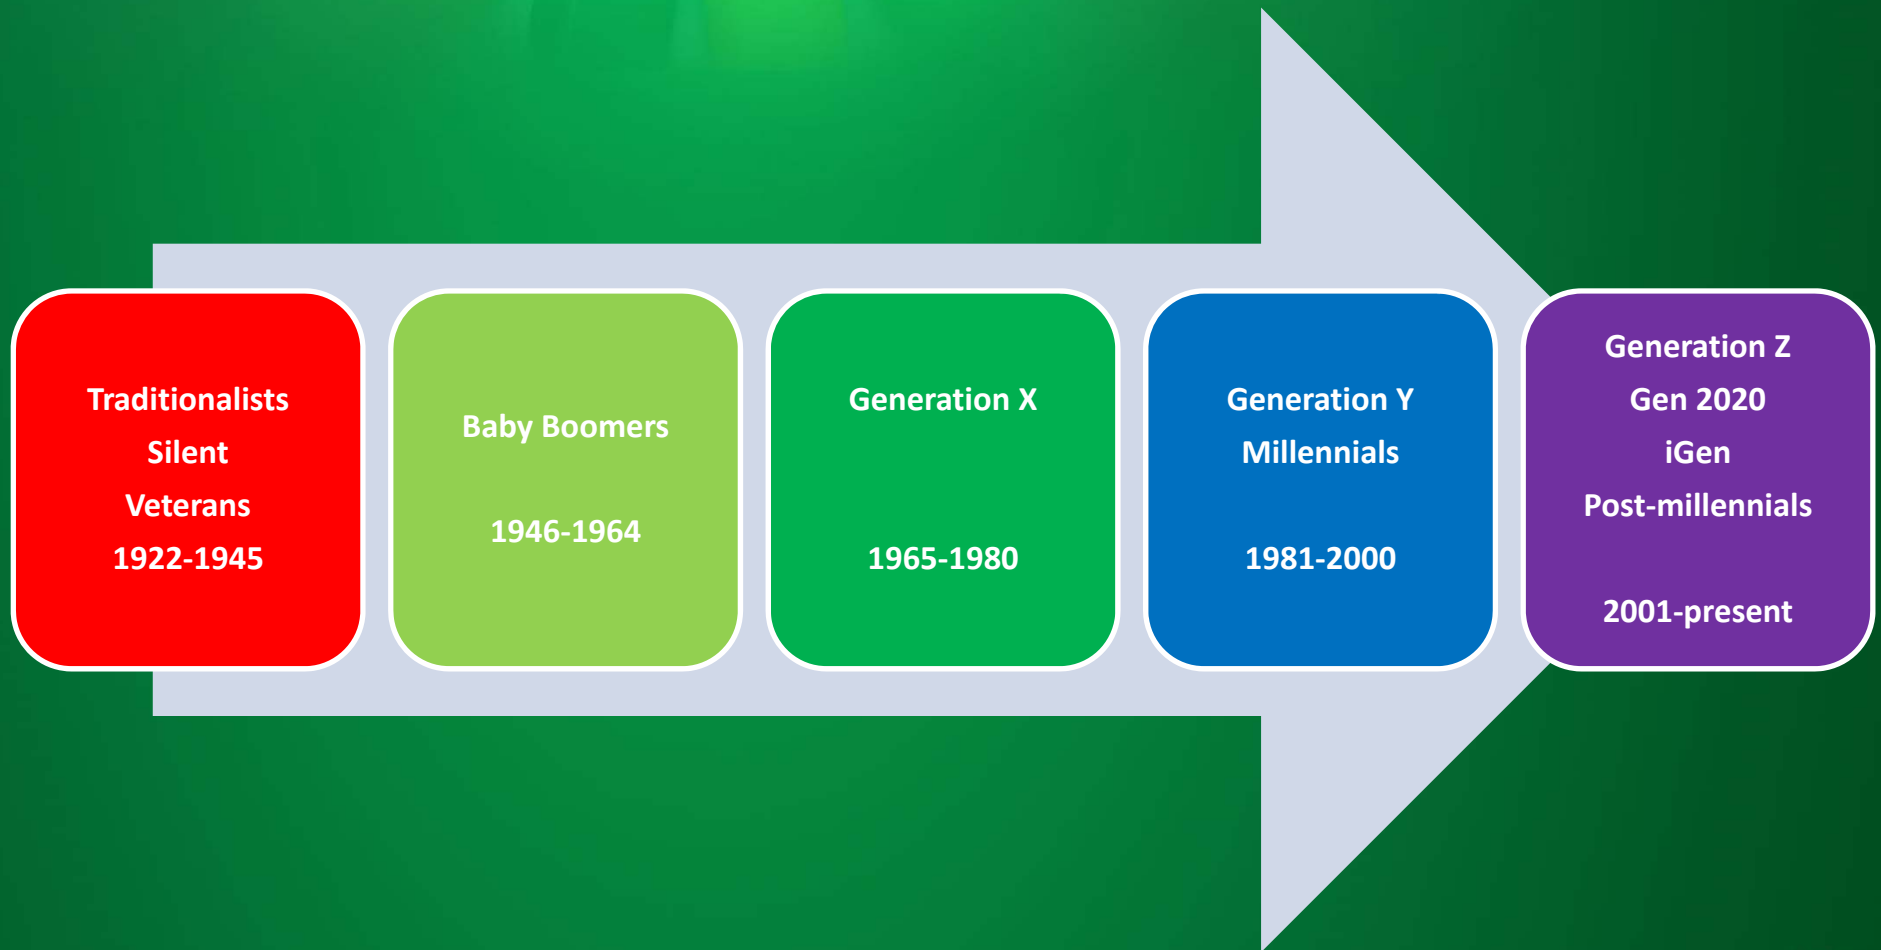 Traditionalists
Silent
Veterans
1922-1945
Baby Boomers
1946-1964
Generation X
1965-1980
Generation Y
Millennials
1981-2000
Generation Z
Gen 2020
iGen
Post-millennials
2001-present